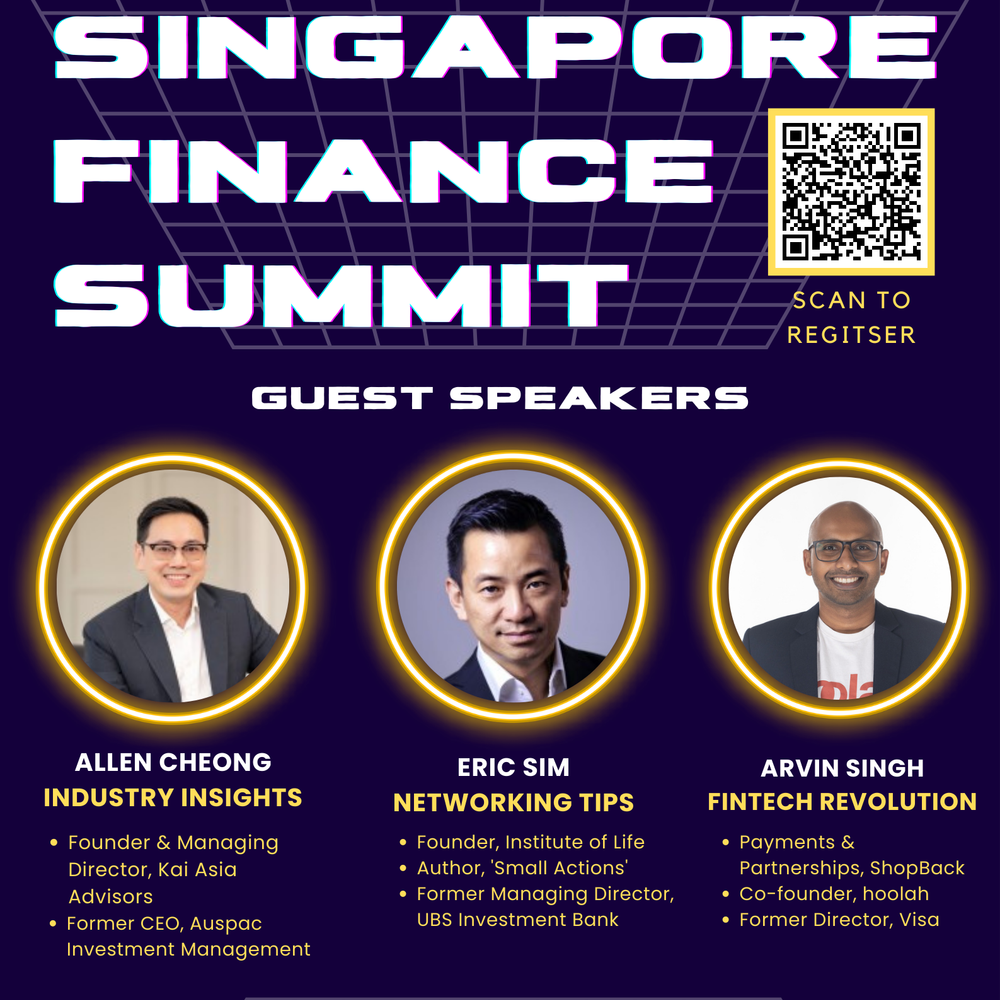 SINGAPORE
FINANCE
SUMMIT
SCAN TO
REGITSER
GUEST SPEAKERS
ALLEN CHEONG
INDUSTRY INSIGHTS
• Founder & Managing
Director, Kai Asia
Advisors
• Former CEO, Auspac
Investment Management
ERIC SIM
NETWORKING TIPS
• Founder, Institute of Life
• Author, 'Small Actions'
• Former Managing Director,
UBS Investment Bank
ARVIN SINGH
FINTECH REVOLUTION
• Payments &
Partnerships, ShopBack
• Co-founder, hoolah
• Former Director, Visa